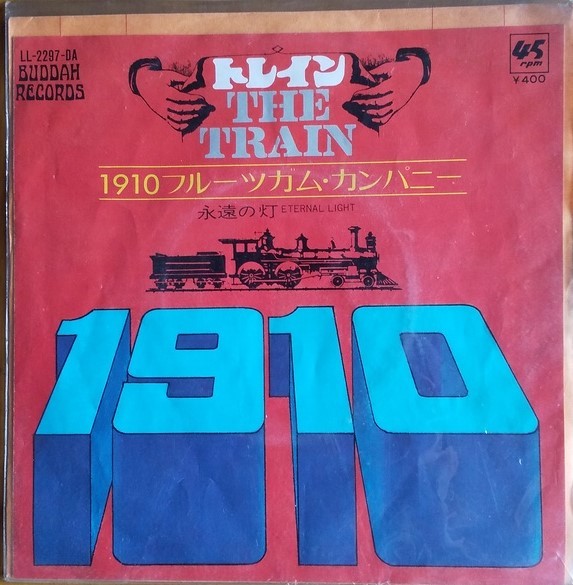 LL-2297-DA
BUDDAH
RECORDS
45
rpm
¥400
トレイン
THE
TRAIN
1910フルーツガム・カンパニー
永遠の灯 ETERNAL LIGHT
1910